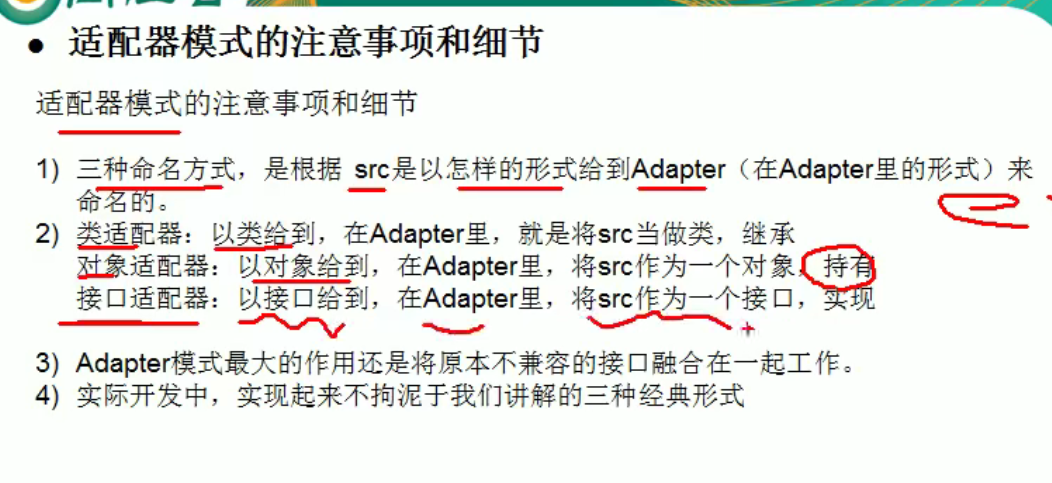 ● 适配器模式的注意事项和细节
适配器模式的注意事项和细节
1) 三种命名方式，是根据 src是以怎样的形式给到Adapter（在Adapter里的形式）来
命名的。
2) 类适配器：以类给到，在Adapter里，就是将src当做类，继承
对象适配器：以对象给到，在Adapter里，将src作为一个对象，持有
接口适配器：以接口给到，在Adapter里，将src作为一个接口，实现
3) Adapter模式最大的作用还是将原本不兼容的接口融合在一起工作。
4) 实际开发中，实现起来不拘泥于我们讲解的三种经典形式